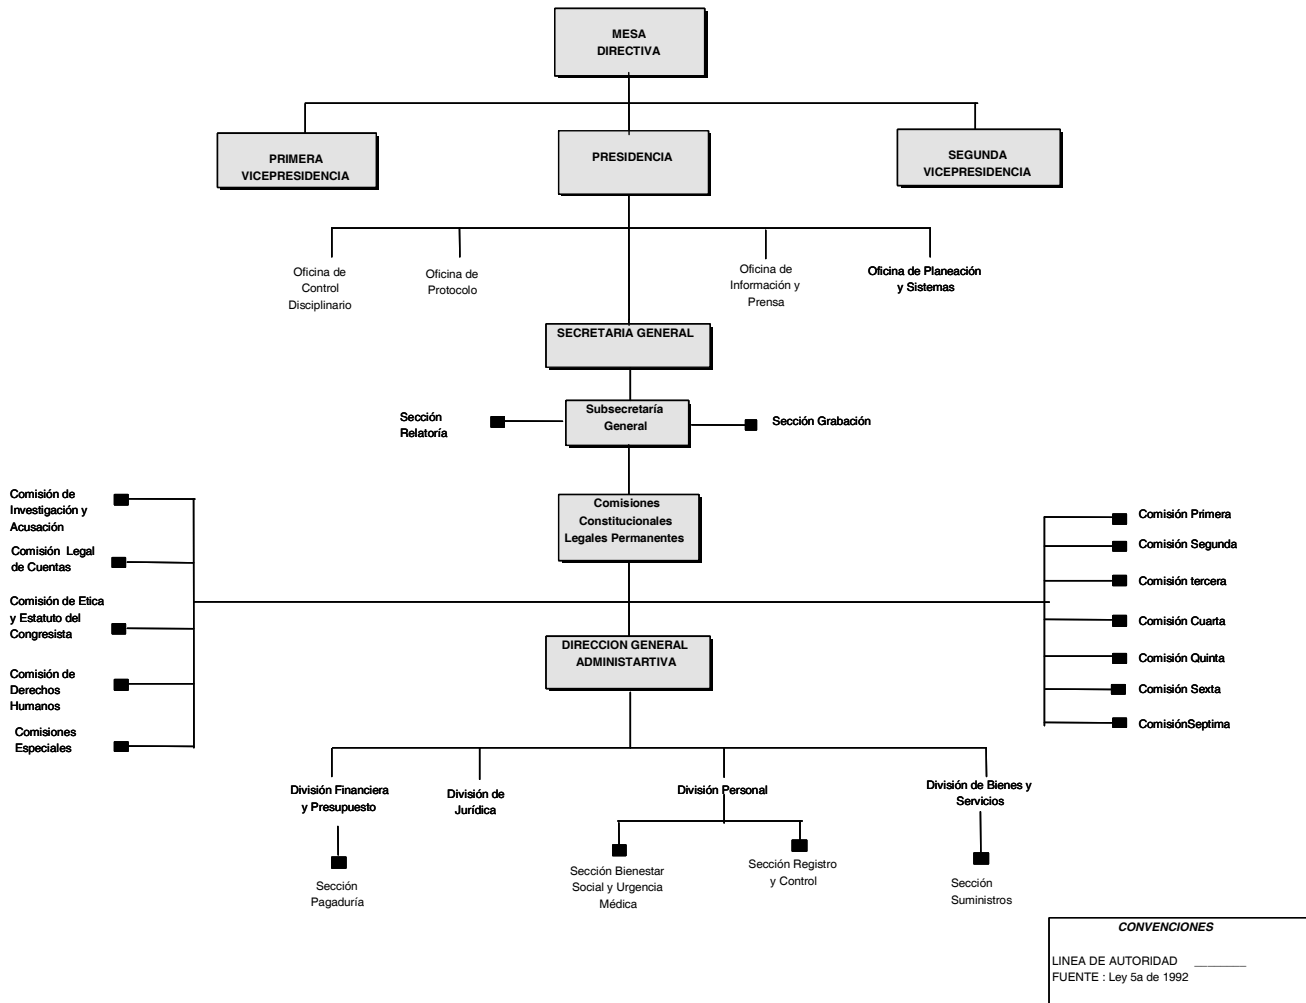 MESA
DIRECTIVA
PRIMERA
VICEPRESIDENCIA
PRESIDENCIA
SEGUNDA
VICEPRESIDENCIA
Oficina de
Control
Disciplinario
Oficina de
Protocolo
Oficina de
Información y
Prensa
Oficina de Planeación
y Sistemas
SECRETARIA GENERAL
Sección
Relatoría
Subsecretaría
General
Sección Grabación
Comisiones
Constitucionales
Legales Permanentes
Comisión de
Investigación y
Acusación
Comisión Legal
de Cuentas
Comisión de Etica
y Estatuto del
Congresista
Comisión de
Derechos
Humanos
Comisiones
Especiales
Comisión Primera
Comisión Segunda
Comisión tercera
Comisión Cuarta
Comisión Quinta
Comisión Sexta
ComisiónSeptima
DIRECCION GENERAL
ADMINISTARTIVA
División Financiera
y Presupuesto
División de
Jurídica
División Personal
División de Bienes y
Servicios
Sección
Pagaduría
Sección Bienestar
Social y Urgencia
Médica
Sección Registro
y Control
Sección
Suministros
CONVENCIONES
LINEA DE AUTORIDAD ________
FUENTE : Ley 5a de 1992